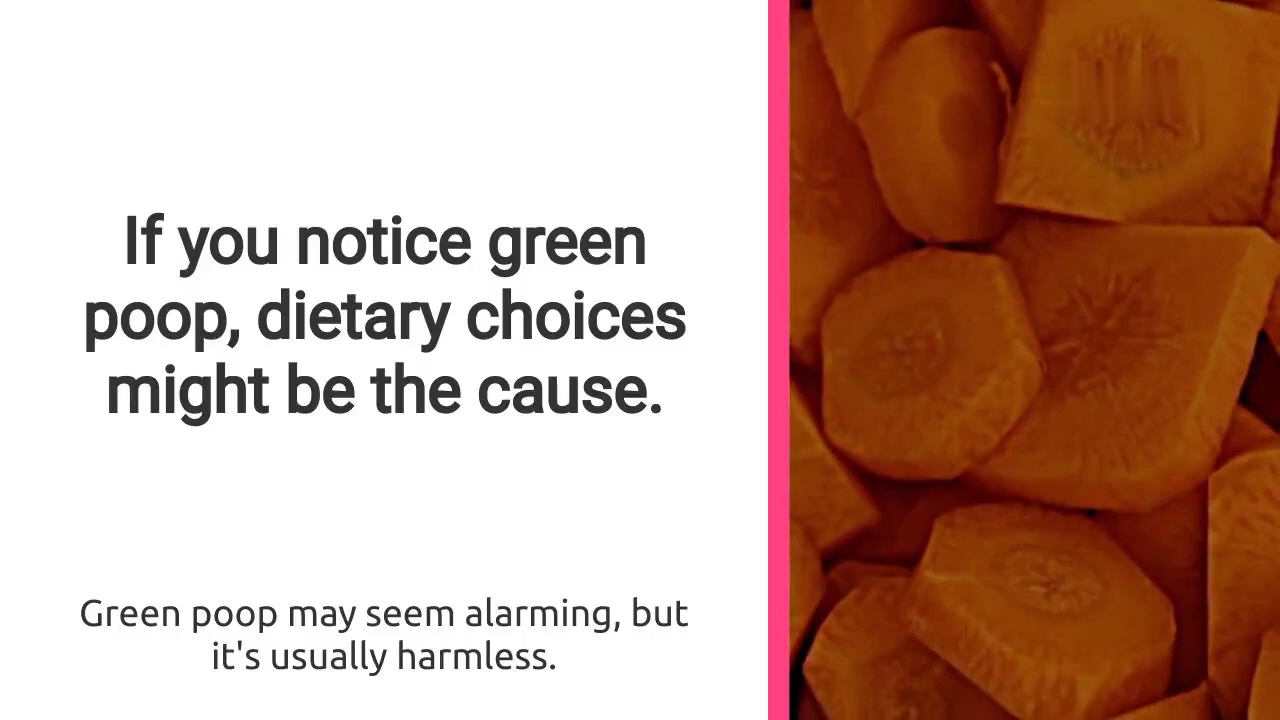 If you notice green
poop, dietary choices
might be the cause.
Green poop may seem alarming, but
it's usually harmless.